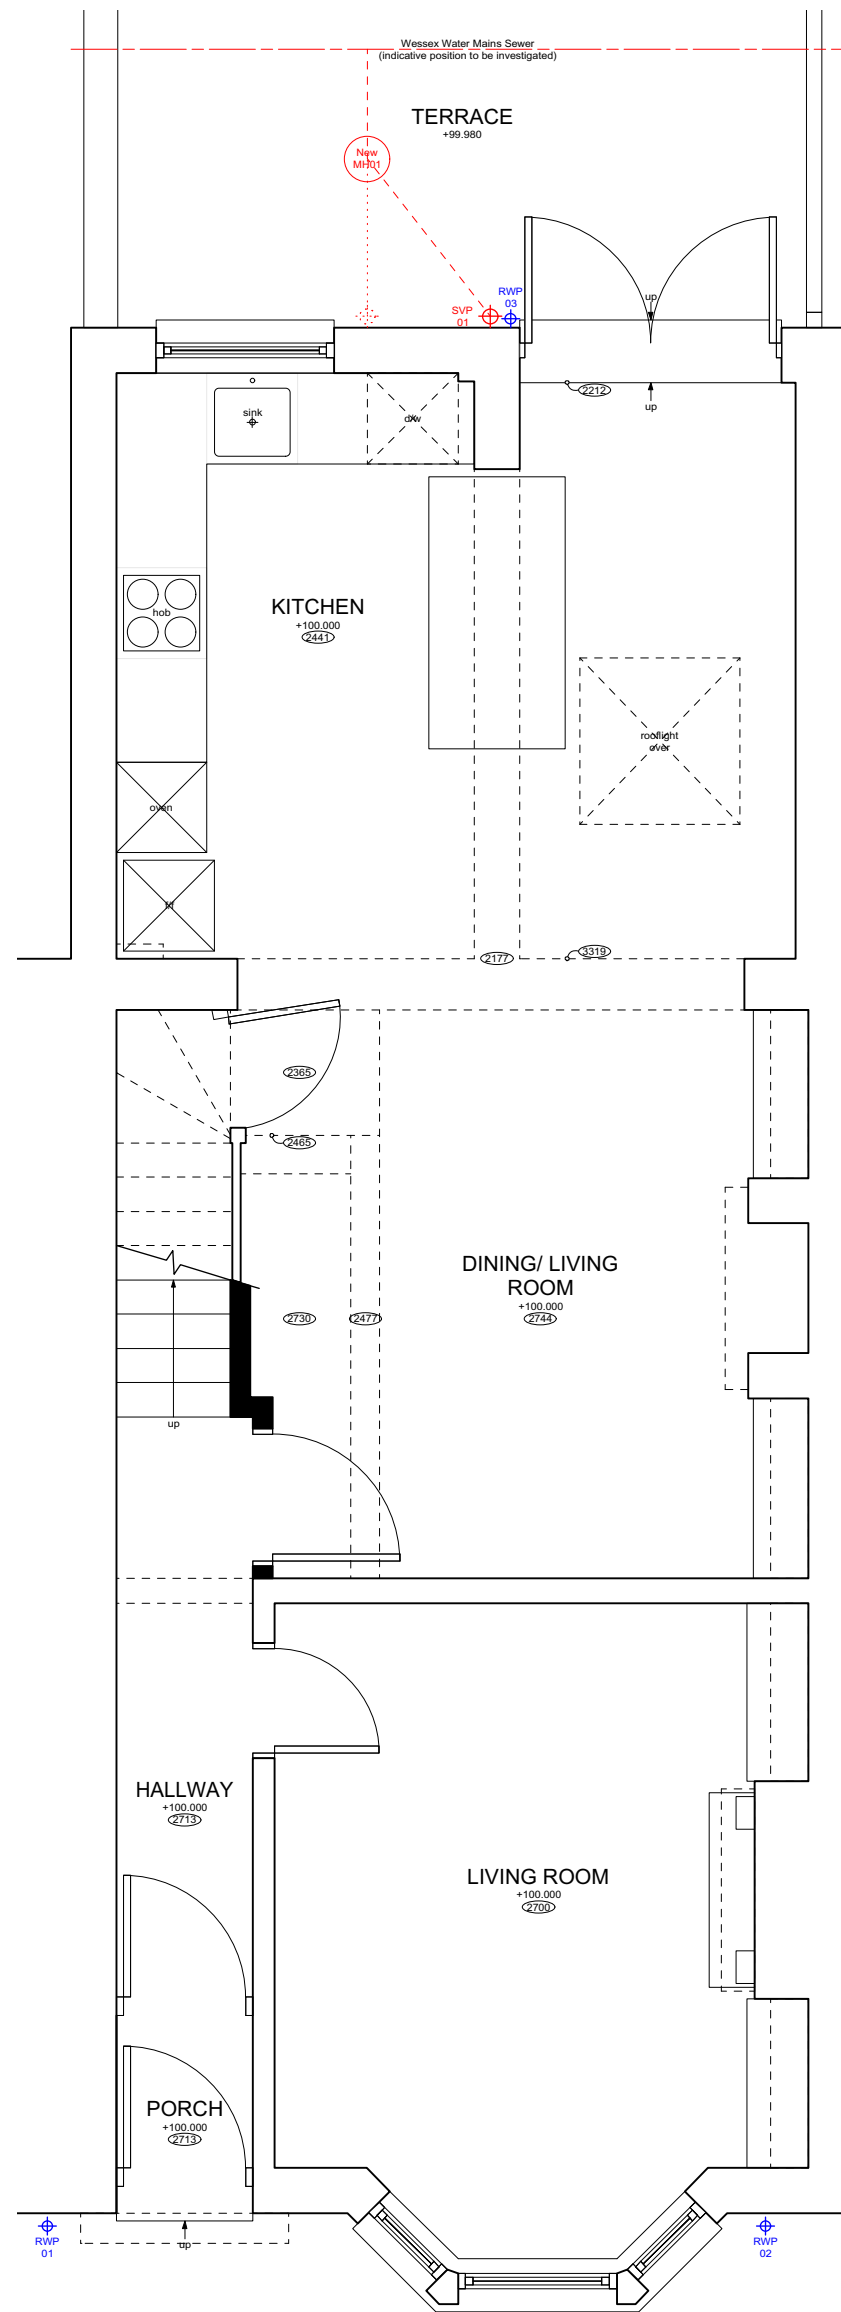 Wessex Water Mains Sewer
(indicative position to be investigated)
TERRACE
+99.980
New
MH01
SVP
01
RWP
03
up
up
2212
sink
d/w
hob
KITCHEN
+100.000
2441
rooflight
over
oven
f/f
2177
3319
2365
2465
DINING/ LIVING
ROOM
+100.000
2744
2730
2477
up
HALLWAY
+100.000
2713
LIVING ROOM
+100.000
2700
PORCH
+100.000
2713
up
RWP
01
RWP
02